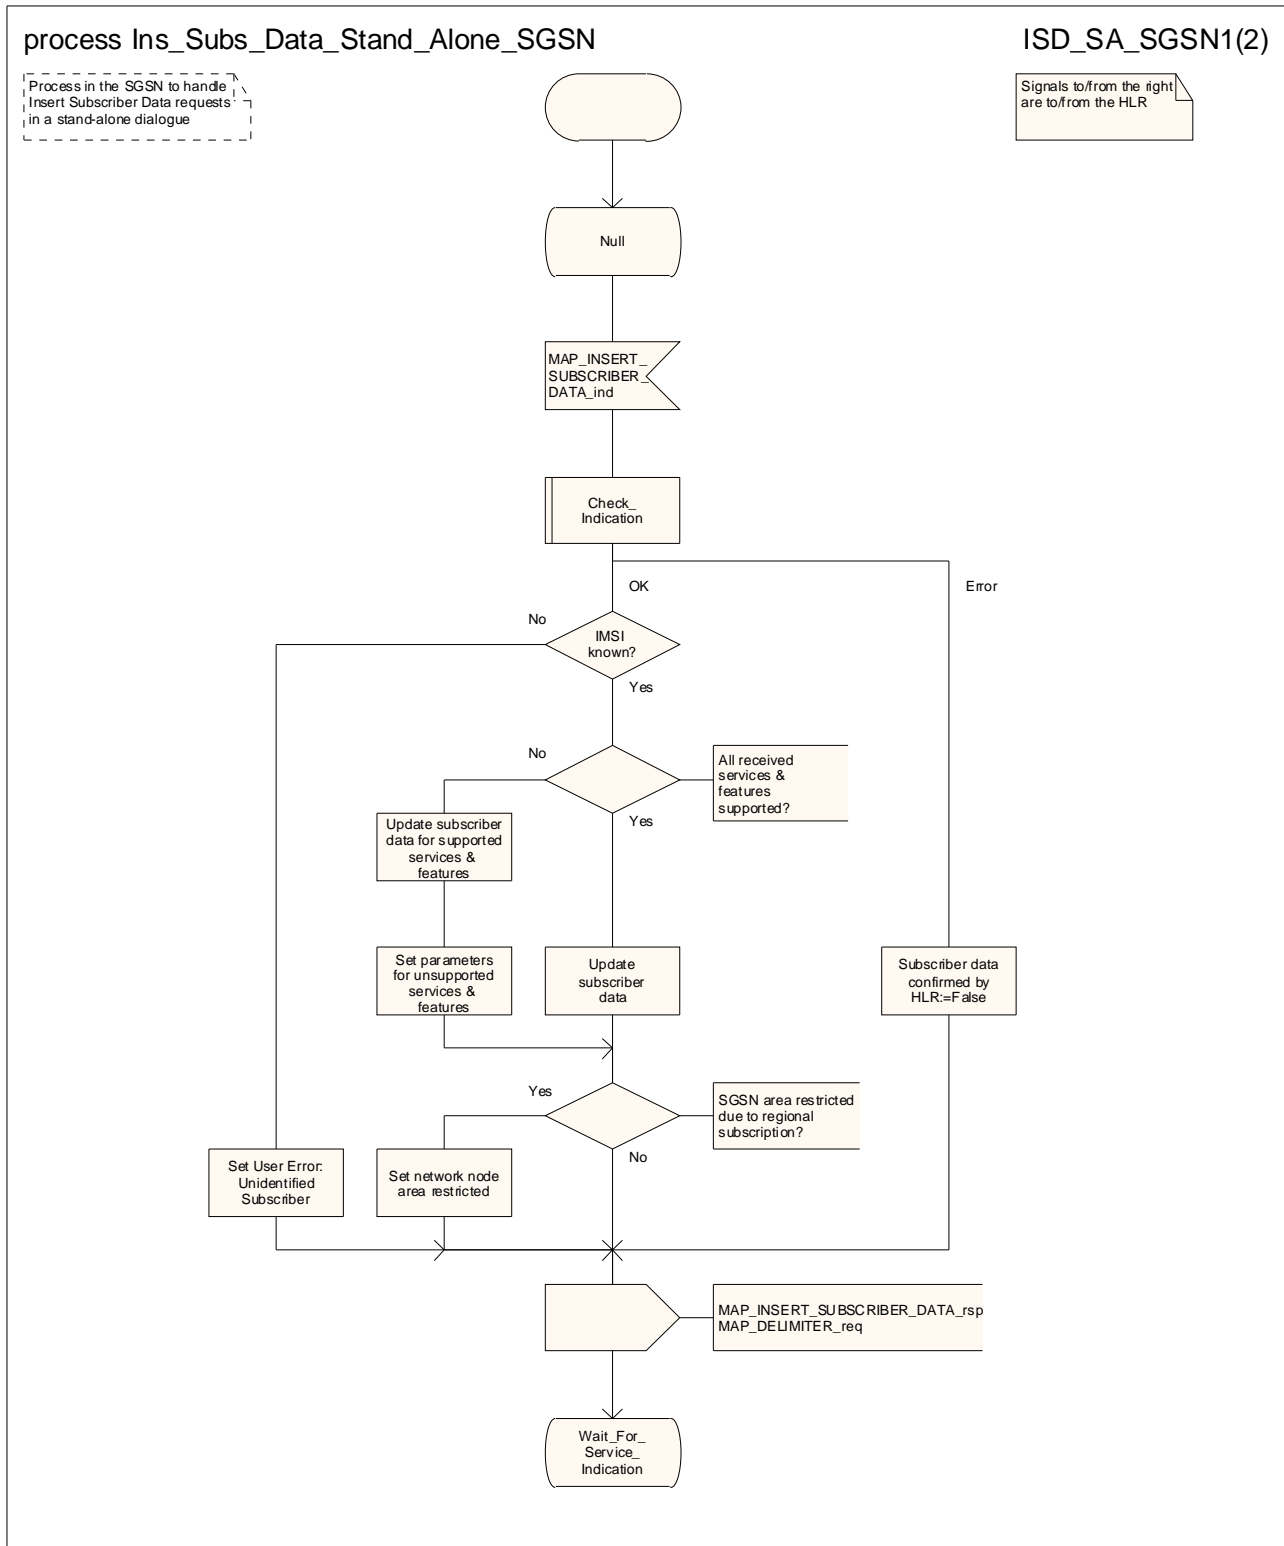 process Ins_Subs_Data_Stand_Alone_SGSN
ISD_SA_SGSN1(2)
Process in the SGSN to handle
Insert Subscriber Data requests
in a stand-alone dialogue
Signals to/from the right
are to/from the HLR
Null
MAP_INSERT_
SUBSCRIBER_
DATA_ind
Check_
Indication
OK
Error
No
IMSI
known?
Yes
No
All received
services &
features
supported?
Yes
Update subscriber
data for supported
services &
features
Set parameters
for unsupported
services &
features
Update
subscriber
data
Subscriber data
confirmed by
HLR:=False
Yes
SGSN area restricted
due to regional
subscription?
No
Set User Error:
Unidentified
Subscriber
Set network node
area restricted
MAP_INSERT_SUBSCRIBER_DATA_rsp
MAP_DELIMITER_req
Wait_For_
Service_
Indication